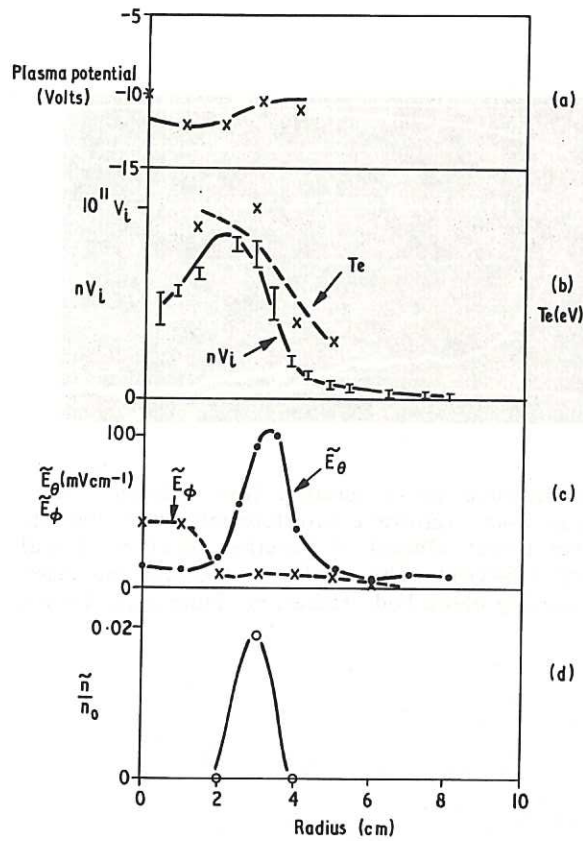 -5
Plasma potential
(Volts)
-10
(a)
-15
10¹¹ Vᵢ
nVᵢ
Te
nVᵢ
(b)
Te(eV)
0
100
Ẽθ (mVcm⁻¹)
Ẽϕ
Ẽϕ
Ẽθ
(c)
0
0·02
ñ
n₀
(d)
0
0 2 4 6 8 10
Radius (cm)